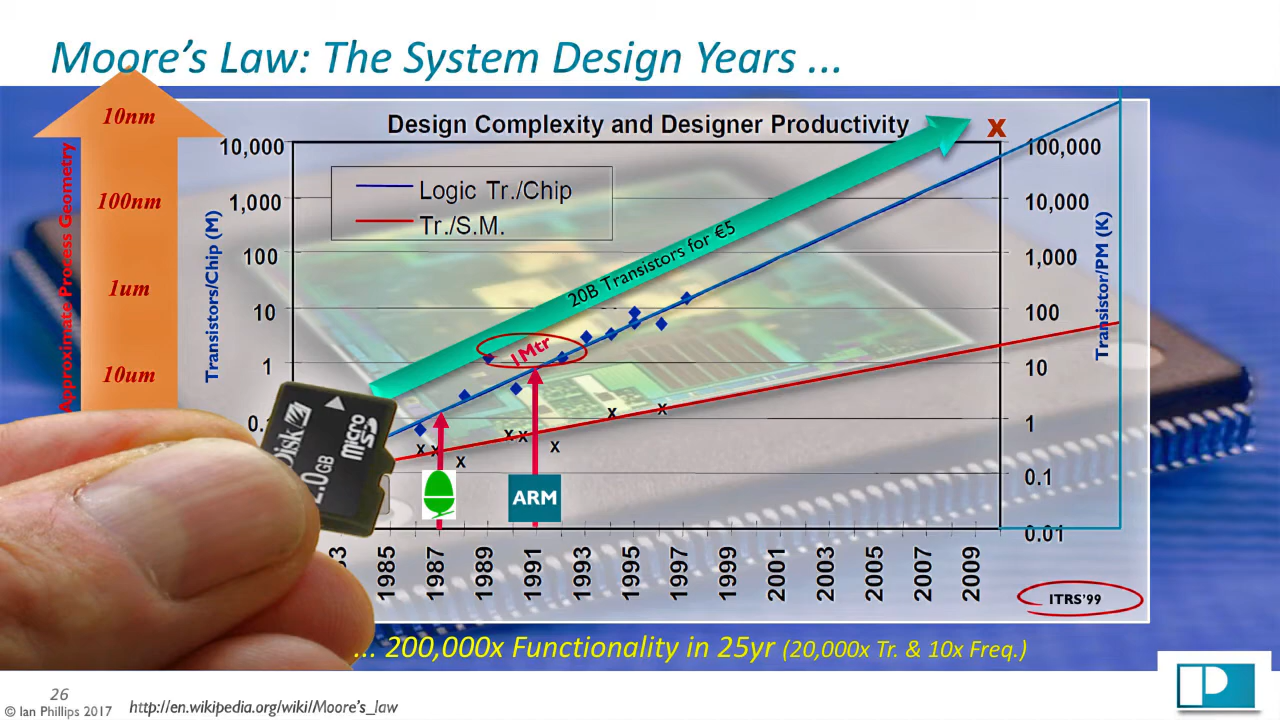 Moore's Law: The System Design Years ...
10nm
100nm
1um
10um
Approximate Process Geometry
Design Complexity and Designer Productivity
Logic Tr./Chip
Tr./S.M.
Transistors/Chip (M)
10,000
1,000
100
10
1
0.
X
100,000
10,000
1,000
100
10
1
0.1
0.01
Transistor/PM (K)
20B Transistors for €5
1Mtr
ARM
micro
SD
Disk
2.0GB
1985
1987
1989
1991
1993
1995
1997
1999
2001
2003
2005
2007
2009
ITRS'99
... 200,000x Functionality in 25yr (20,000x Tr. & 10x Freq.)
26
© Ian Phillips 2017
http://en.wikipedia.org/wiki/Moore's_law